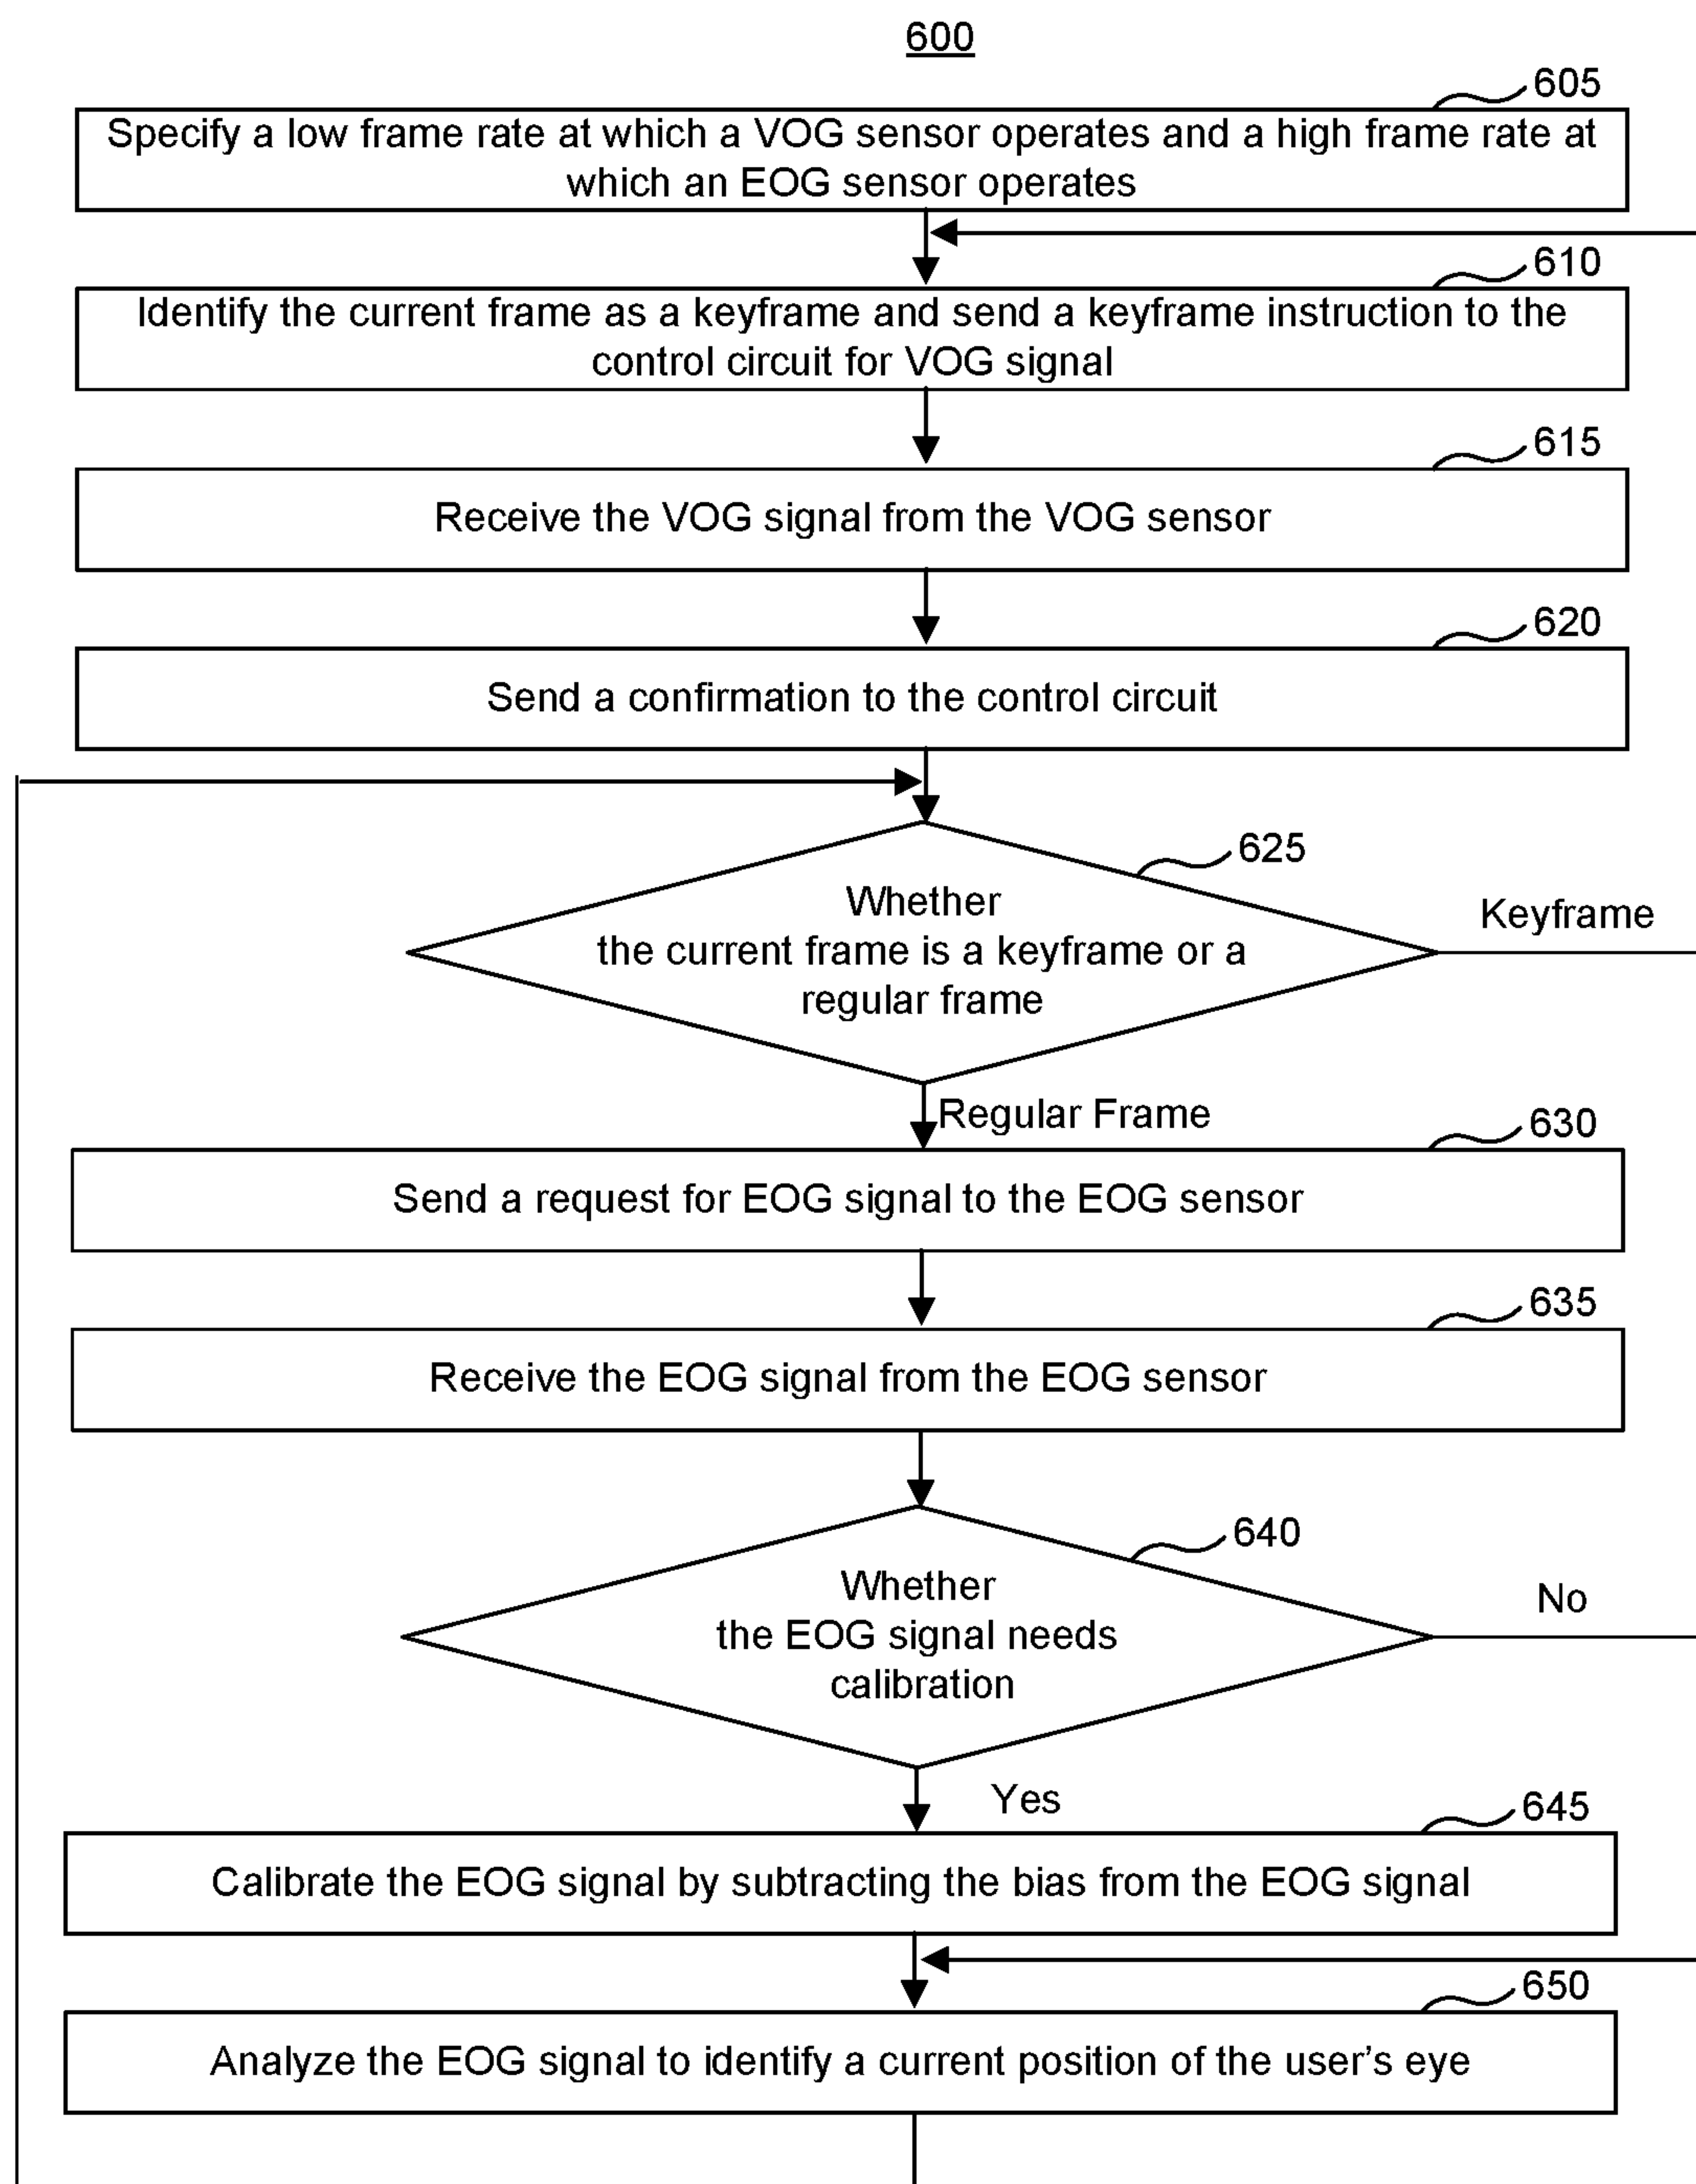 600
605
Specify a low frame rate at which a VOG sensor operates and a high frame rate at
which an EOG sensor operates
610
Identify the current frame as a keyframe and send a keyframe instruction to the
control circuit for VOG signal
615
Receive the VOG signal from the VOG sensor
620
Send a confirmation to the control circuit
625
Whether
the current frame is a keyframe or a
regular frame
Keyframe
Regular Frame
630
Send a request for EOG signal to the EOG sensor
635
Receive the EOG signal from the EOG sensor
640
Whether
the EOG signal needs
calibration
No
Yes
645
Calibrate the EOG signal by subtracting the bias from the EOG signal
650
Analyze the EOG signal to identify a current position of the user’s eye